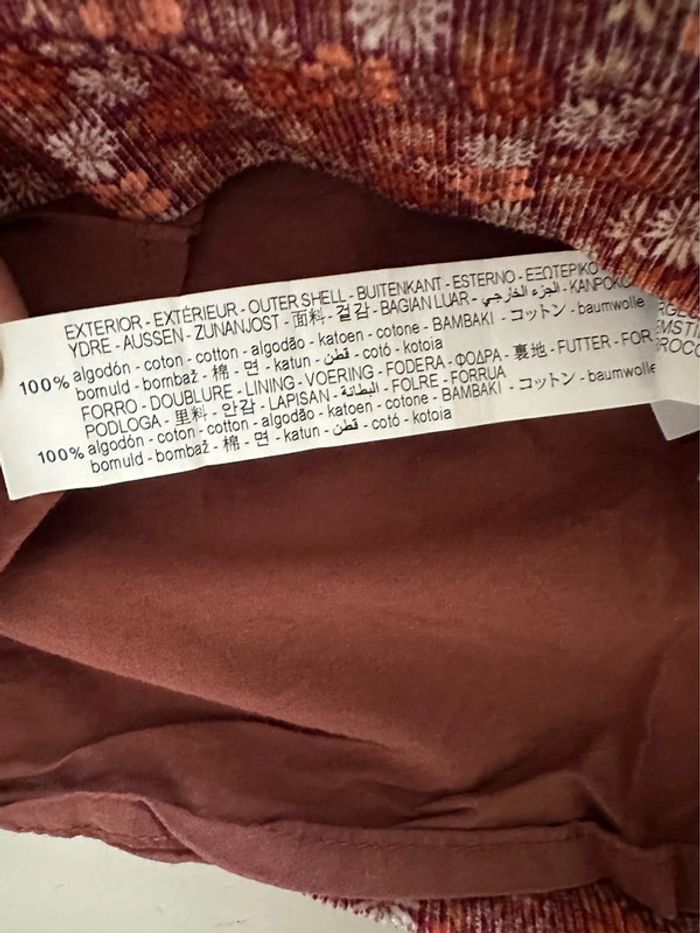 EXTERIOR - EXTÉRIEUR - OUTER SHELL - BUITENKANT - ESTERNO - ΕΞΩΤΕΡΙΚΟ
YDRE - AUSSEN - ZUNANJOST - 面料 - 겉감 - BAGIAN LUAR - الجزء الخارجي - KANPOKO
100% algodón - coton - cotton - algodão - katoen - cotone - BAMBAKI - コットン - baumwolle
bomuld - bombaž - 棉 - 면 - katun - قطن - cotó - kotoia
FORRO - DOUBLURE - LINING - VOERING - FODERA - ΦΟΔΡΑ - 裏地 - FUTTER - FOR
PODLOGA - 里料 - 안감 - LAPISAN - البطانة - FOLRE - FORRUA
100% algodón - coton - cotton - algodão - katoen - cotone - BAMBAKI - コットン - baumwolle
bomuld - bombaž - 棉 - 면 - katun - قطن - cotó - kotoia